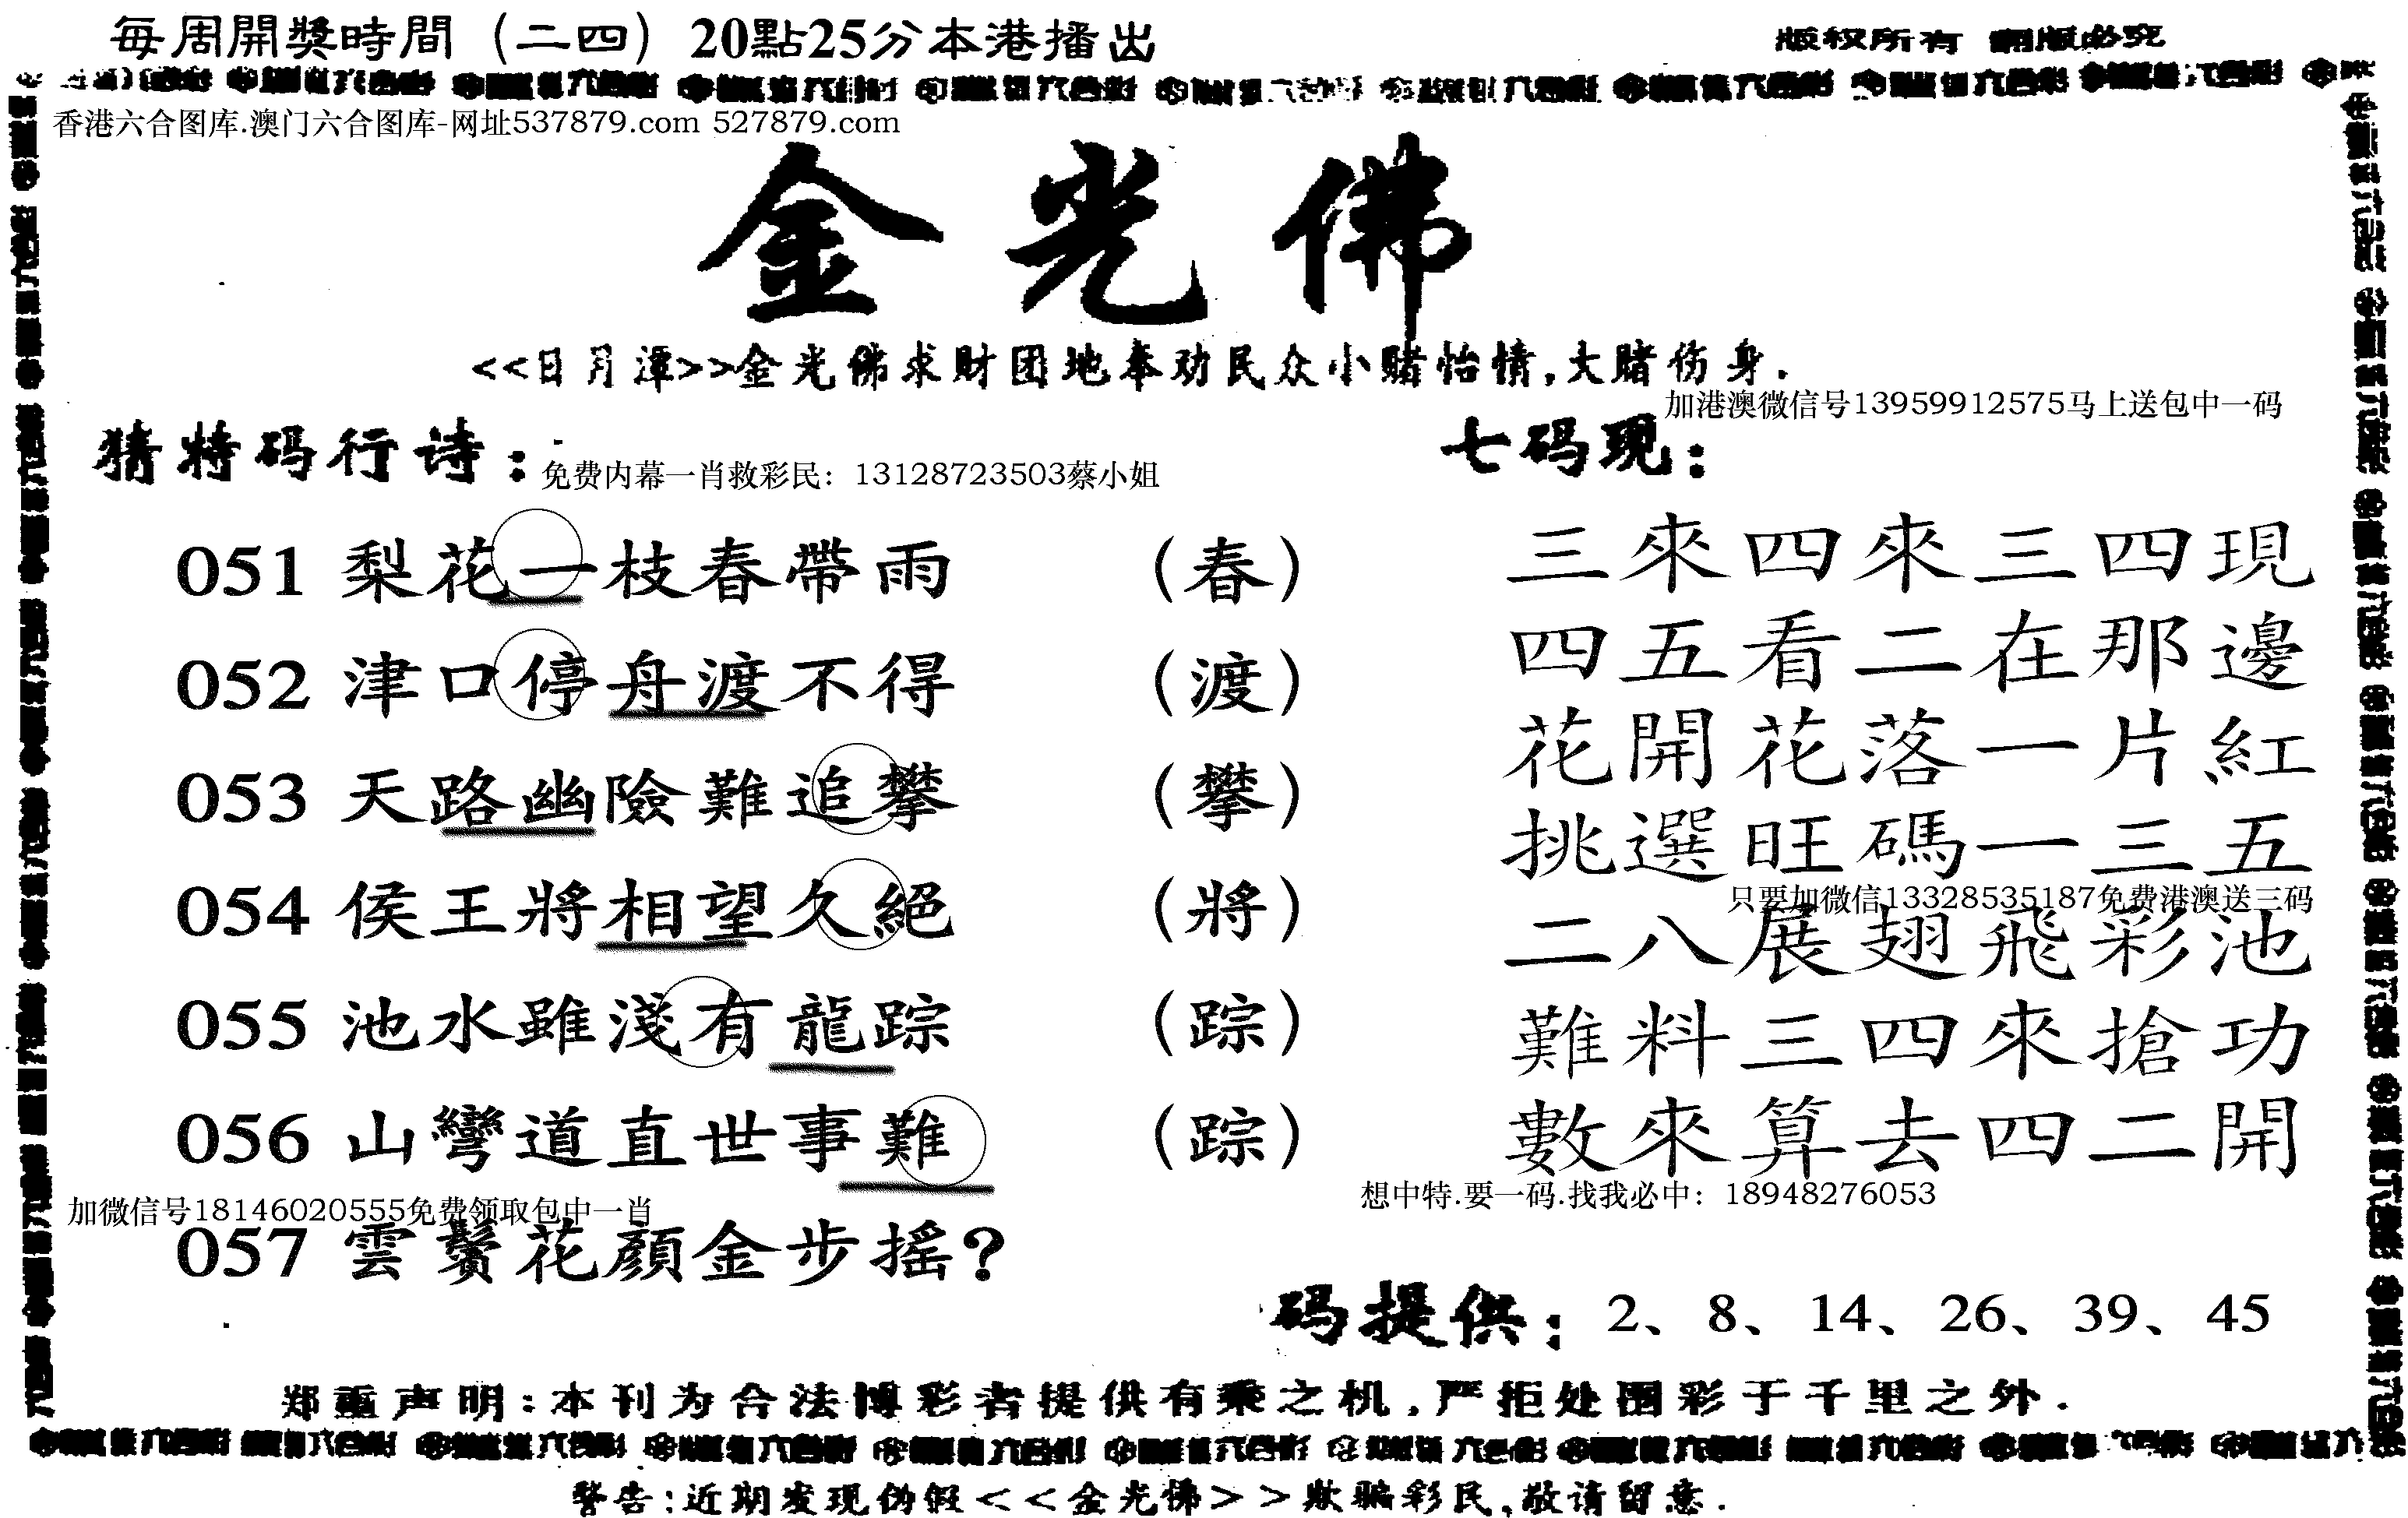 每周開獎時間（二四）20點25分本港播出
版权所有 翻版必究
香港六合图库.澳门六合图库-网址537879.com 527879.com
金光佛
<<日月潭>>金光佛求财团地奉劝民众小赌怡情,大赌伤身.
加港澳微信号13959912575马上送包中一码
猜特码行诗：
免费内幕一肖救彩民：13128723503蔡小姐
051 梨花一枝春帶雨（春）
052 津口停舟渡不得（渡）
053 天路幽險難追攀（攀）
054 侯王將相望久絕（將）
055 池水雖淺有龍踪（踪）
056 山彎道直世事難（踪）
加微信号18146020555免费领取包中一肖
057 雲鬢花顏金步搖？
七码現：
三來四來三四現
四五看二在那邊
花開花落一片紅
挑選旺碼一三五
只要加微信13328535187免费港澳送三码
二八展翅飛彩池
難料三四來搶功
數來算去四二開
想中特.要一码.找我必中：18948276053
码提供：2、8、14、26、39、45
郑重声明:本刊为合法博彩者提供有乘之机,严拒处围彩于千里之外.
警告:近期发现伪假<<金光佛>>欺骗彩民,敬请留意.